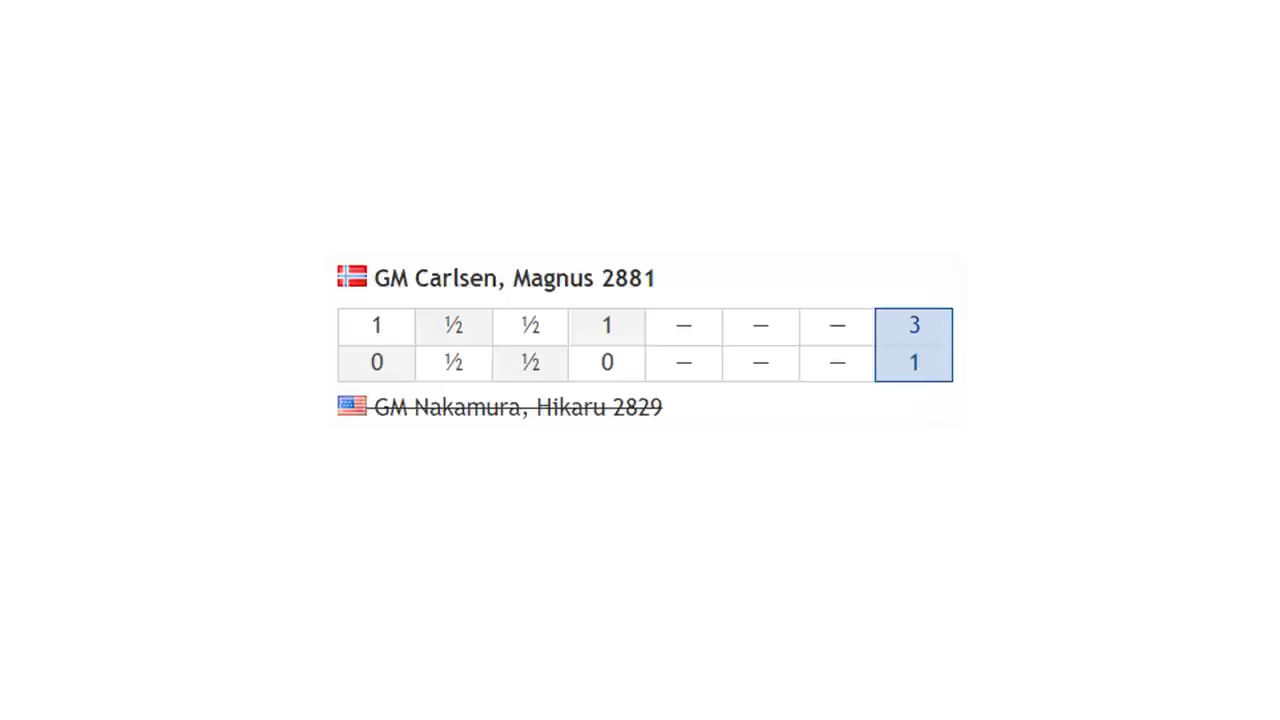 GM Carlsen, Magnus 2881
1 ½ ½ 1 — — — 3
0 ½ ½ 0 — — — 1
GM Nakamura, Hikaru 2829